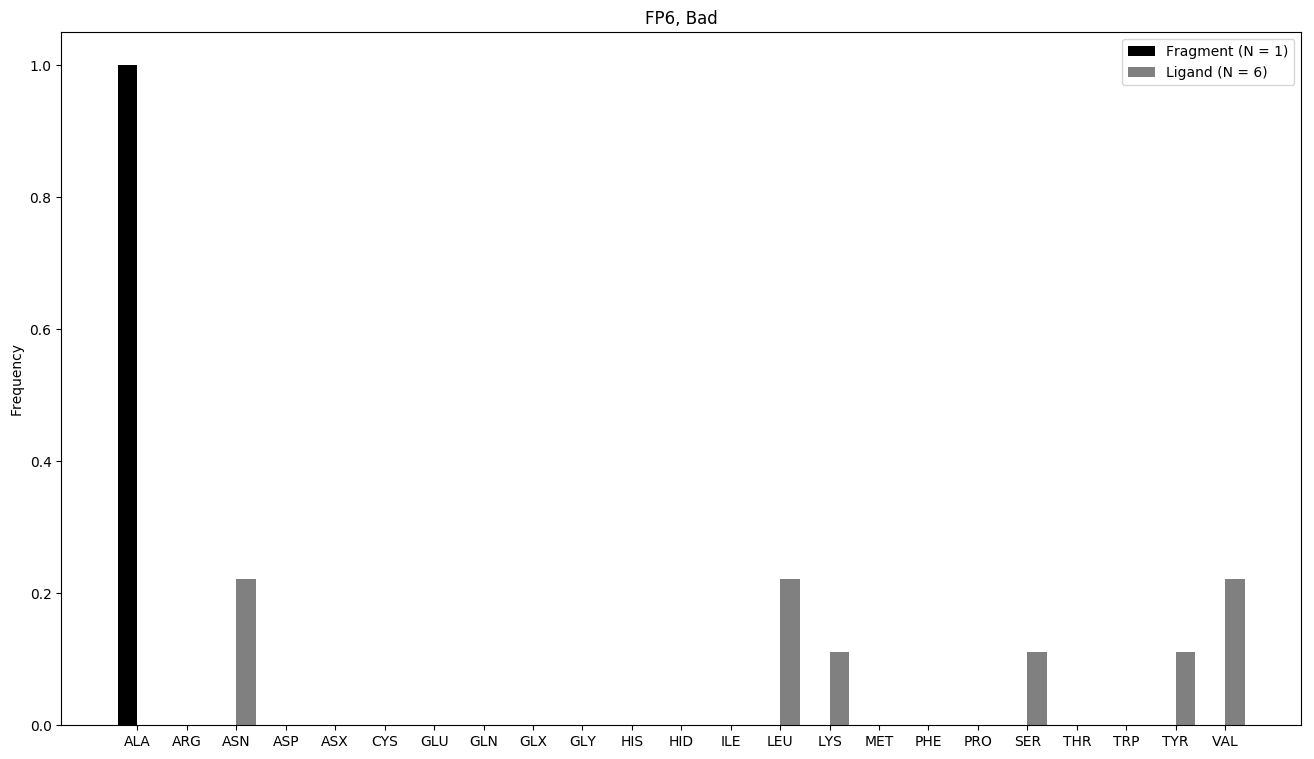 FP6, Bad
Fragment (N = 1)
Ligand (N = 6)
Frequency
1.0
0.8
0.6
0.4
0.2
0.0
ALA ARG ASN ASP ASX CYS GLU GLN GLX GLY HIS HID ILE LEU LYS MET PHE PRO SER THR TRP TYR VAL